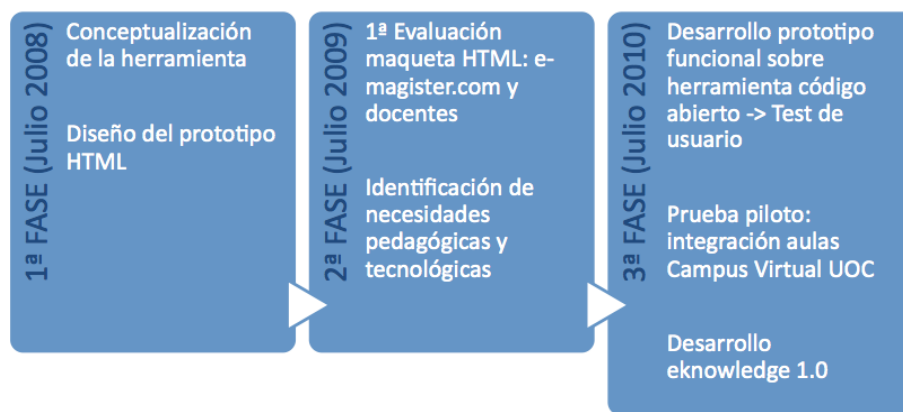 1ª FASE (Julio 2008)
Conceptualización
de la herramienta
Diseño del prototipo
HTML
2ª FASE (Julio 2009)
1ª Evaluación
maqueta HTML: e-
magister.com y
docentes
Identificación de
necesidades
pedagógicas y
tecnológicas
3ª FASE (Julio 2010)
Desarrollo prototipo
funcional sobre
herramienta código
abierto -> Test de
usuario
Prueba piloto:
integración aulas
Campus Virtual UOC
Desarrollo
eknowledge 1.0